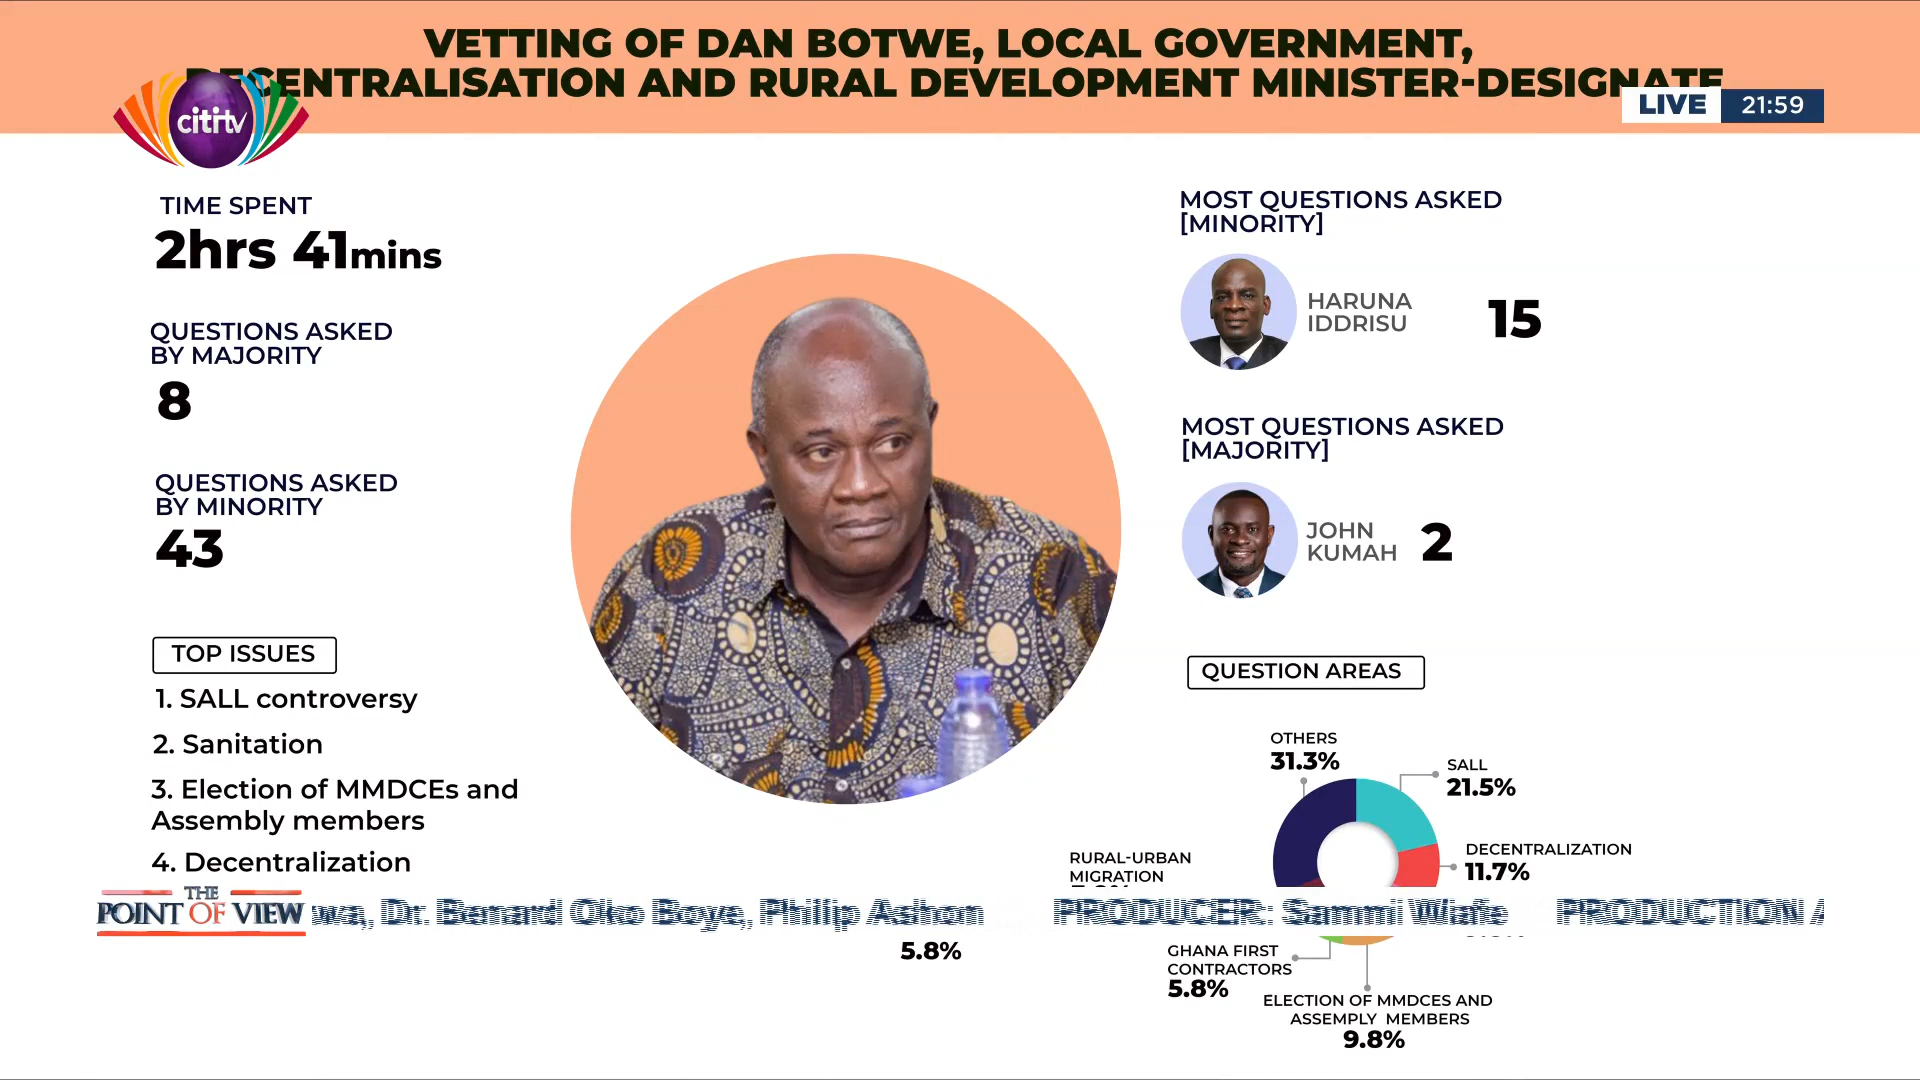 VETTING OF DAN BOTWE, LOCAL GOVERNMENT,
DECENTRALISATION AND RURAL DEVELOPMENT MINISTER-DESIGNATE
cititv
LIVE 21:59
TIME SPENT
2hrs 41mins
QUESTIONS ASKED
BY MAJORITY
8
QUESTIONS ASKED
BY MINORITY
43
TOP ISSUES
1. SALL controversy
2. Sanitation
3. Election of MMDCEs and
Assembly members
4. Decentralization
MOST QUESTIONS ASKED
[MINORITY]
HARUNA
IDDRISU
15
MOST QUESTIONS ASKED
[MAJORITY]
JOHN
KUMAH
2
QUESTION AREAS
OTHERS
31.3%
SALL
21.5%
DECENTRALIZATION
11.7%
RURAL-URBAN
MIGRATION
THE
POINT OF VIEW
wa, Dr. Benard Oko Boye, Philip Ashon PRODUCER: Sammi Wiafe PRODUCTION A
5.8%
GHANA FIRST
CONTRACTORS
5.8%
ELECTION OF MMDCES AND
ASSEMPLY MEMBERS
9.8%